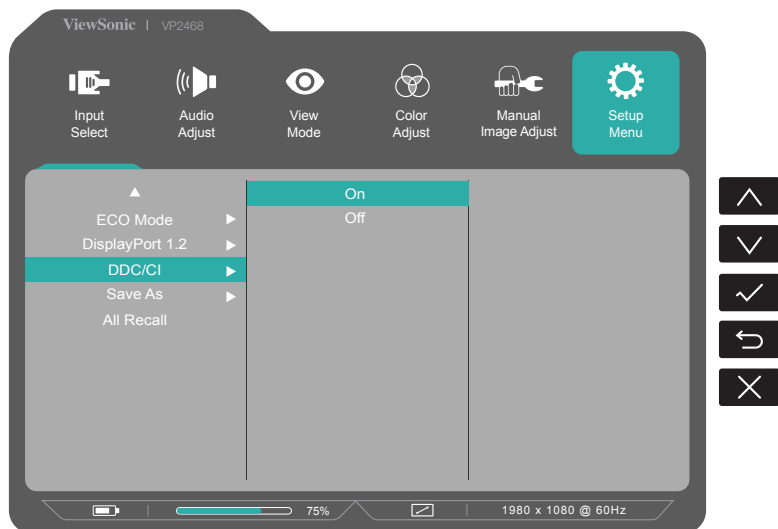 ViewSonic | VP2468
Input Select
Audio Adjust
View Mode
Color Adjust
Manual Image Adjust
Setup Menu
ECO Mode
DisplayPort 1.2
DDC/CI
Save As
All Recall
On
Off
75%
1980 x 1080 @ 60Hz